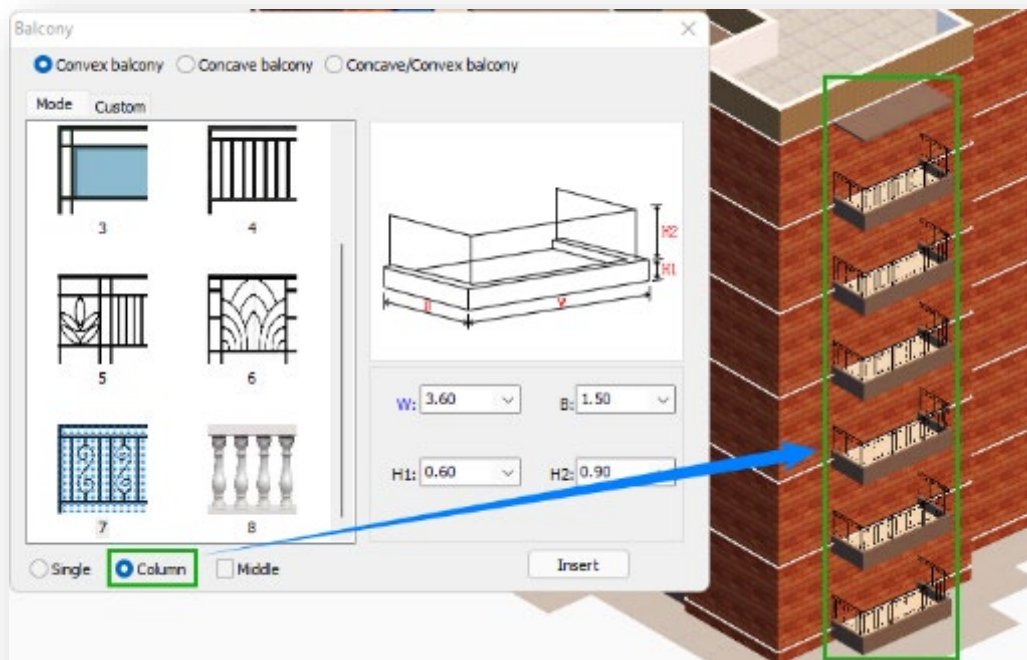 Balcony
Convex balcony Concave balcony Concave/Convex balcony
Mode Custom
3 4
5 6
7 8
H2
H1
B W
W: 3.60 B: 1.50
H1: 0.60 H2: 0.90
Single Column Middle Insert